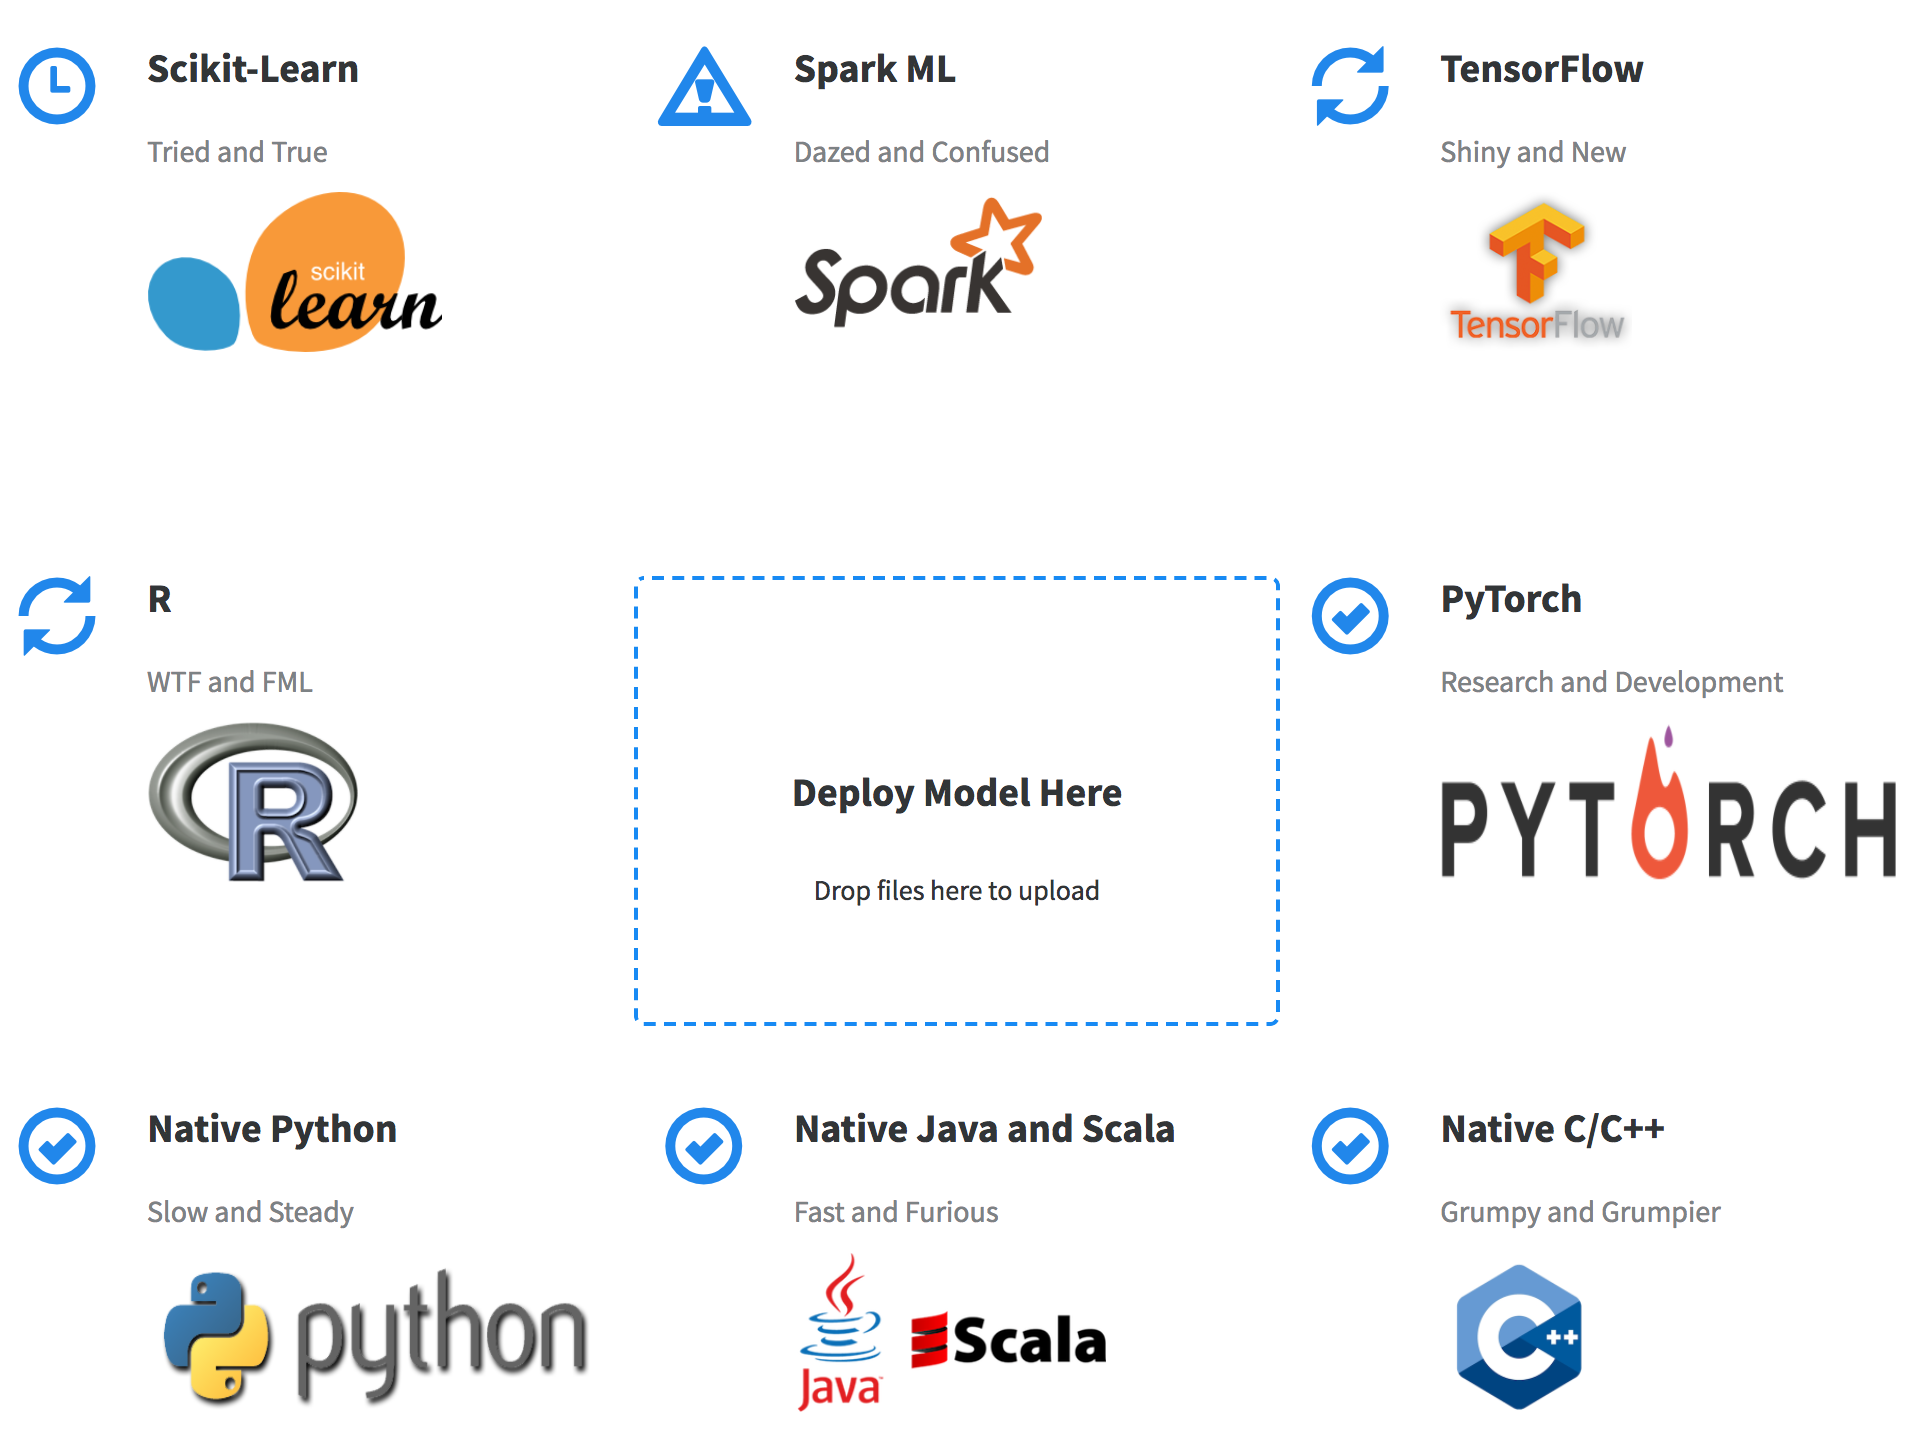 Scikit-Learn
Tried and True
scikit
learn
Spark ML
Dazed and Confused
Spark
TensorFlow
Shiny and New
TensorFlow
R
WTF and FML
R
Deploy Model Here
Drop files here to upload
PyTorch
Research and Development
PYTORCH
Native Python
Slow and Steady
python
Native Java and Scala
Fast and Furious
Java™
Scala
Native C/C++
Grumpy and Grumpier
C++